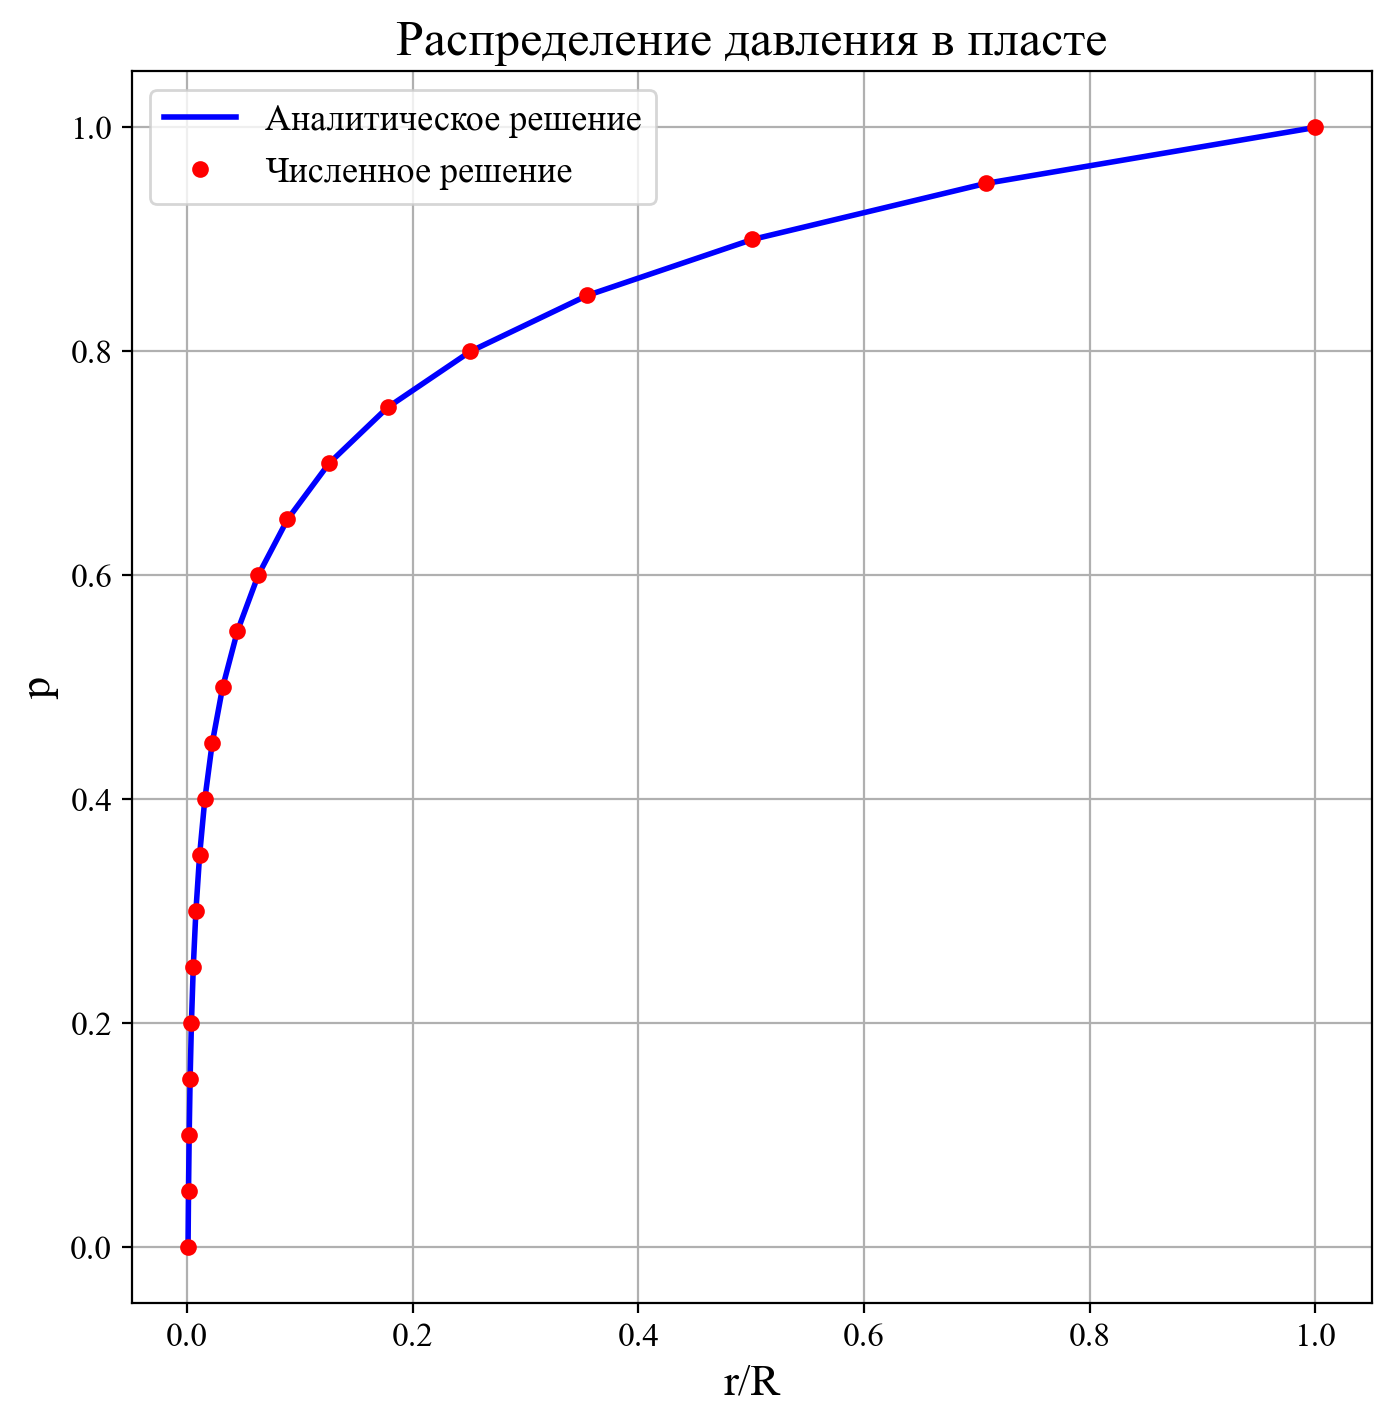 Распределение давления в пласте
Аналитическое решение
Численное решение
1.0
0.8
0.6
0.4
0.2
0.0
p
0.0 0.2 0.4 0.6 0.8 1.0
r/R